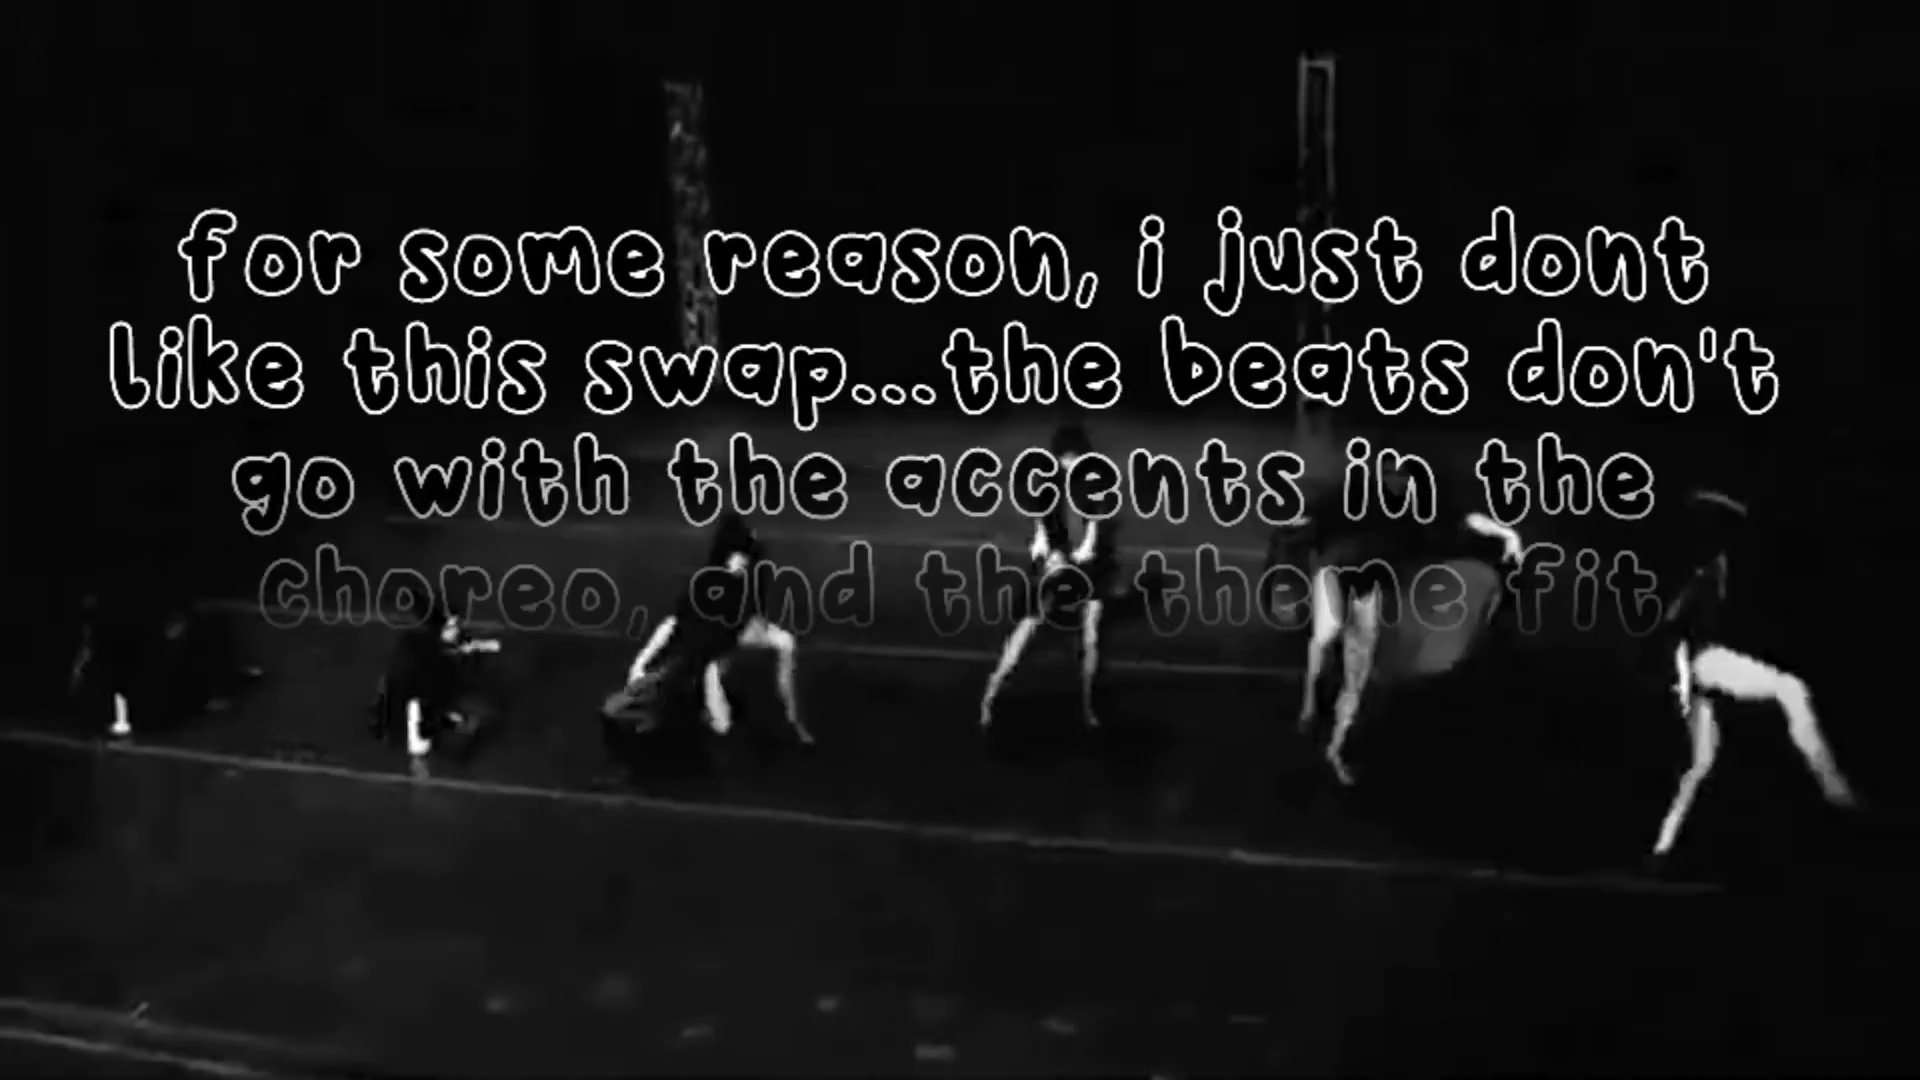 for some reason, i just dont
like this swap...the beats don't
go with the accents in the
choreo, and the theme fit